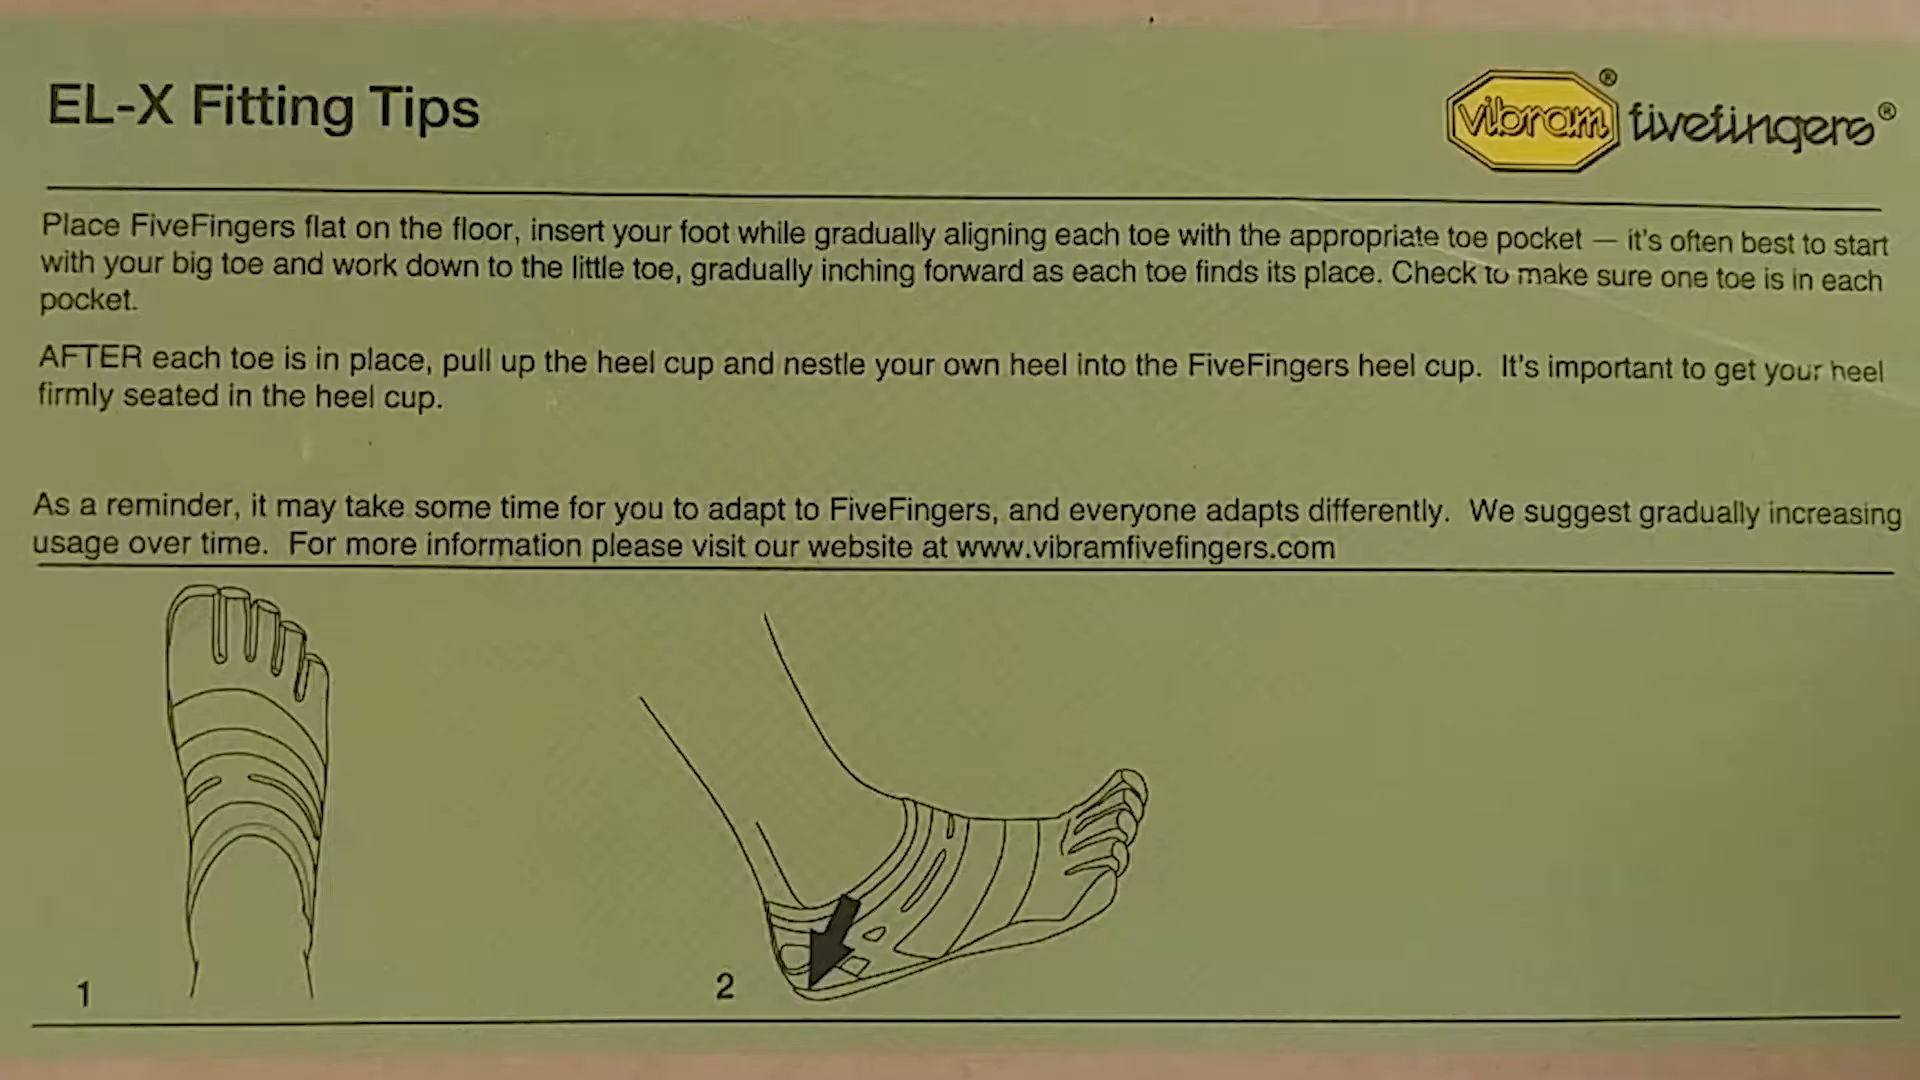 EL-X Fitting Tips
vibram® fivefingers®
Place FiveFingers flat on the floor, insert your foot while gradually aligning each toe with the appropriate toe pocket — it's often best to start
with your big toe and work down to the little toe, gradually inching forward as each toe finds its place. Check to make sure one toe is in each
pocket.
AFTER each toe is in place, pull up the heel cup and nestle your own heel into the FiveFingers heel cup. It's important to get your heel
firmly seated in the heel cup.
As a reminder, it may take some time for you to adapt to FiveFingers, and everyone adapts differently. We suggest gradually increasing
usage over time. For more information please visit our website at www.vibramfivefingers.com
1
2